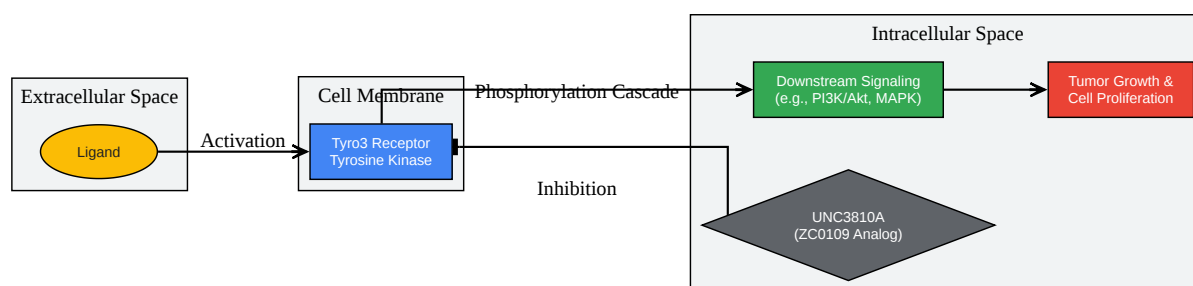 Extracellular Space
Ligand
Activation
Cell Membrane
Tyro3 Receptor
Tyrosine Kinase
Phosphorylation Cascade
Inhibition
Intracellular Space
Downstream Signaling
(e.g., PI3K/Akt, MAPK)
Tumor Growth &
Cell Proliferation
UNC3810A
(ZC0109 Analog)